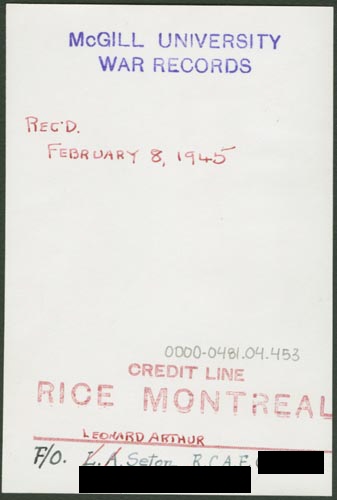 McGILL UNIVERSITY
WAR RECORDS
REC'D.
FEBRUARY 8, 1945
0000-0481.04.453
CREDIT LINE
RICE MONTREAL
LEONARD ARTHUR
F/O. L.A. Seton R.C.A.F.